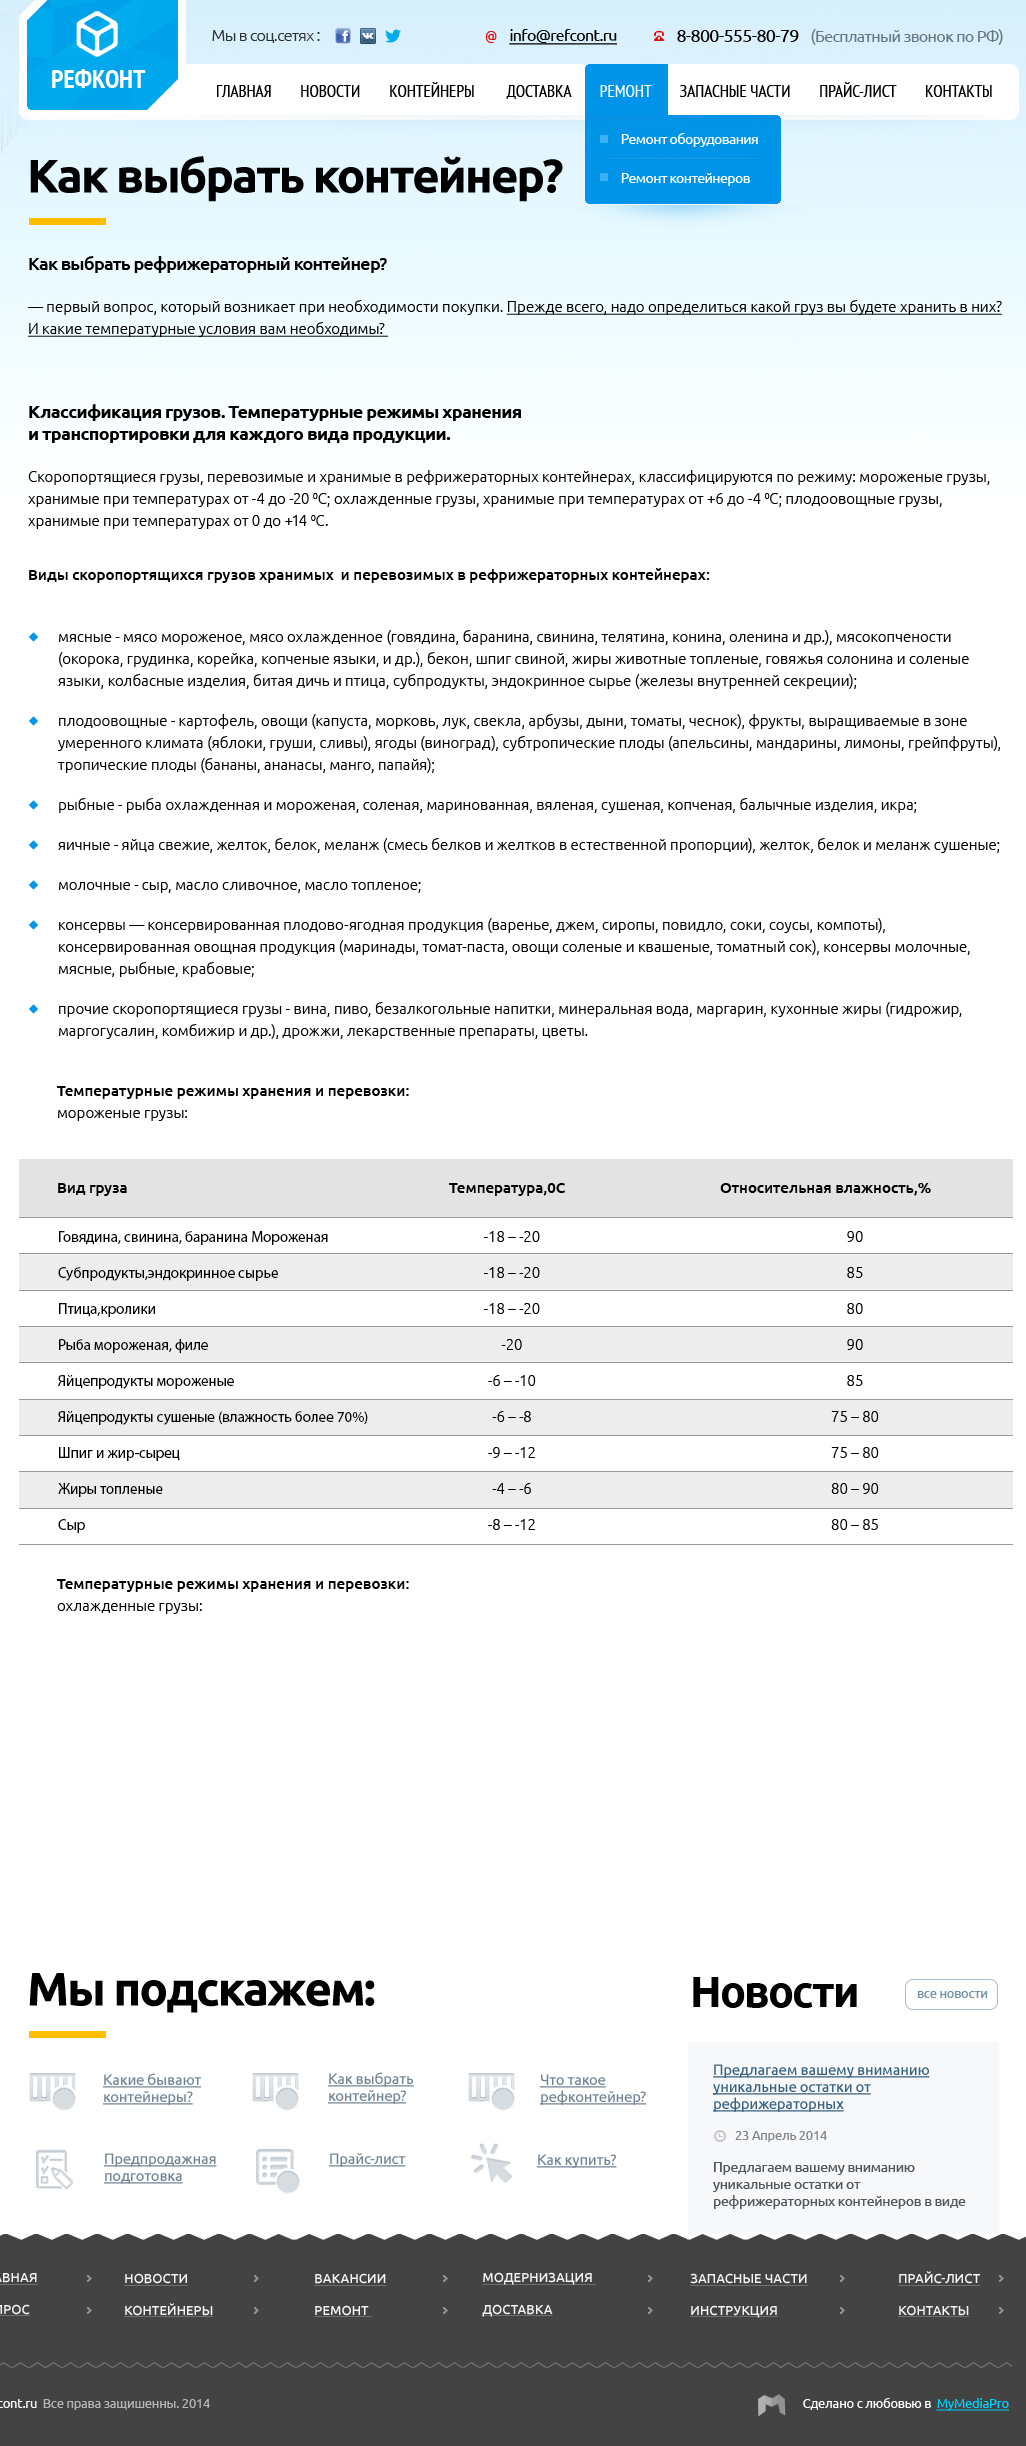 Мы в соц.сетях :
info@refcont.ru
8-800-555-80-79 (Бесплатный звонок по РФ)
РЕФКОНТ
ГЛАВНАЯ НОВОСТИ КОНТЕЙНЕРЫ ДОСТАВКА РЕМОНТ ЗАПАСНЫЕ ЧАСТИ ПРАЙС-ЛИСТ КОНТАКТЫ
Ремонт оборудования
Ремонт контейнеров
Как выбрать контейнер?
Как выбрать рефрижераторный контейнер?
— первый вопрос, который возникает при необходимости покупки. Прежде всего, надо определиться какой груз вы будете хранить в них?
И какие температурные условия вам необходимы?
Классификация грузов. Температурные режимы хранения
и транспортировки для каждого вида продукции.
Скоропортящиеся грузы, перевозимые и хранимые в рефрижераторных контейнерах, классифицируются по режиму: мороженые грузы,
хранимые при температурах от -4 до -20 ⁰С; охлажденные грузы, хранимые при температурах от +6 до -4 ⁰С; плодоовощные грузы,
хранимые при температурах от 0 до +14 ⁰С.
Виды скоропортящихся грузов хранимых и перевозимых в рефрижераторных контейнерах:
мясные - мясо мороженое, мясо охлажденное (говядина, баранина, свинина, телятина, конина, оленина и др.), мясокопчености
(окорока, грудинка, корейка, копченые языки, и др.), бекон, шпиг свиной, жиры животные топленые, говяжья солонина и соленые
языки, колбасные изделия, битая дичь и птица, субпродукты, эндокринное сырье (железы внутренней секреции);
плодоовощные - картофель, овощи (капуста, морковь, лук, свекла, арбузы, дыни, томаты, чеснок), фрукты, выращиваемые в зоне
умеренного климата (яблоки, груши, сливы), ягоды (виноград), субтропические плоды (апельсины, мандарины, лимоны, грейпфруты),
тропические плоды (бананы, ананасы, манго, папайя);
рыбные - рыба охлажденная и мороженая, соленая, маринованная, вяленая, сушеная, копченая, балычные изделия, икра;
яичные - яйца свежие, желток, белок, меланж (смесь белков и желтков в естественной пропорции), желток, белок и меланж сушеные;
молочные - сыр, масло сливочное, масло топленое;
консервы — консервированная плодово-ягодная продукция (варенье, джем, сиропы, повидло, соки, соусы, компоты),
консервированная овощная продукция (маринады, томат-паста, овощи соленые и квашеные, томатный сок), консервы молочные,
мясные, рыбные, крабовые;
прочие скоропортящиеся грузы - вина, пиво, безалкогольные напитки, минеральная вода, маргарин, кухонные жиры (гидрожир,
маргогусалин, комбижир и др.), дрожжи, лекарственные препараты, цветы.
Температурные режимы хранения и перевозки:
мороженые грузы:
Вид груза Температура,0С Относительная влажность,%
Говядина, свинина, баранина Мороженая -18 – -20 90
Субпродукты,эндокринное сырье -18 – -20 85
Птица,кролики -18 – -20 80
Рыба мороженая, филе -20 90
Яйцепродукты мороженые -6 – -10 85
Яйцепродукты сушеные (влажность более 70%) -6 – -8 75 – 80
Шпиг и жир-сырец -9 – -12 75 – 80
Жиры топленые -4 – -6 80 – 90
Сыр -8 – -12 80 – 85
Температурные режимы хранения и перевозки:
охлажденные грузы:
Мы подскажем:
Какие бывают
контейнеры?
Как выбрать
контейнер?
Что такое
рефконтейнер?
Предпродажная
подготовка
Прайс-лист
Как купить?
Новости
все новости
Предлагаем вашему вниманию
уникальные остатки от
рефрижераторных
23 Апрель 2014
Предлагаем вашему вниманию
уникальные остатки от
рефрижераторных контейнеров в виде
АВНАЯ НОВОСТИ ВАКАНСИИ МОДЕРНИЗАЦИЯ ЗАПАСНЫЕ ЧАСТИ ПРАЙС-ЛИСТ
ПРОС КОНТЕЙНЕРЫ РЕМОНТ ДОСТАВКА ИНСТРУКЦИЯ КОНТАКТЫ
cont.ru Все права защишенны. 2014
Сделано с любовью в MyMediaPro